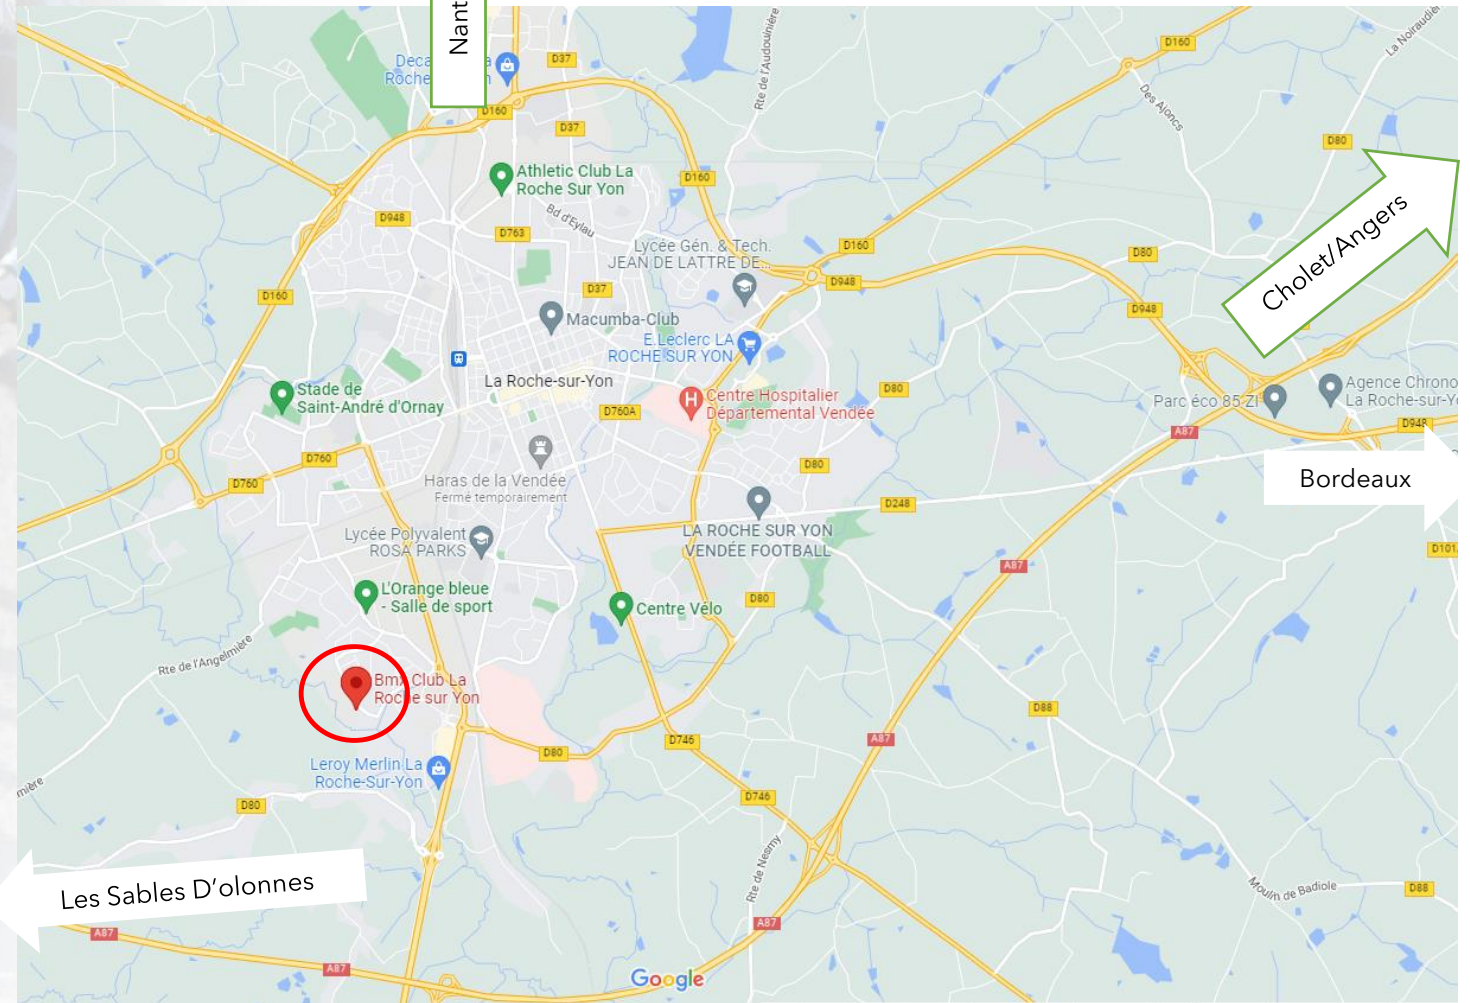 Nant
D37
D160
La Noiraudière
Rte de l'Audouinière
Deca
Roche
D160
Des Ajoncs
D37
D80
Athletic Club La
Roche Sur Yon
D160
Bd d'Eylau
D948
D763
Cholet/Angers
Lycée Gén. & Tech.
JEAN DE LATTRE DE...
D160
D80
D948
D37
D160
D948
Macumba-Club
E.Leclerc LA
ROCHE SUR YON
La Roche-sur-Yon
Stade de
Saint-André d'Ornay
Centre Hospitalier
Départemental Vendée
D80
Parc éco 85 ZI
Agence Chrono
La Roche-sur-Yo
D760A
D948
A87
D760
D80
Haras de la Vendée
Fermé temporairement
D760
Bordeaux
D248
Lycée Polyvalent
ROSA PARKS
LA ROCHE SUR YON
VENDÉE FOOTBALL
D101
A87
L'Orange bleue
- Salle de sport
Centre Vélo
D80
Rte de l'Angelmière
Bmx Club La
Roche sur Yon
D88
D746
A87
D80
Leroy Merlin La
Roche-Sur-Yon
mière
D80
D746
Rte de Nesmy
Les Sables D'olonnes
Moulin de Badiole
D88
A87
A87
A87
Google